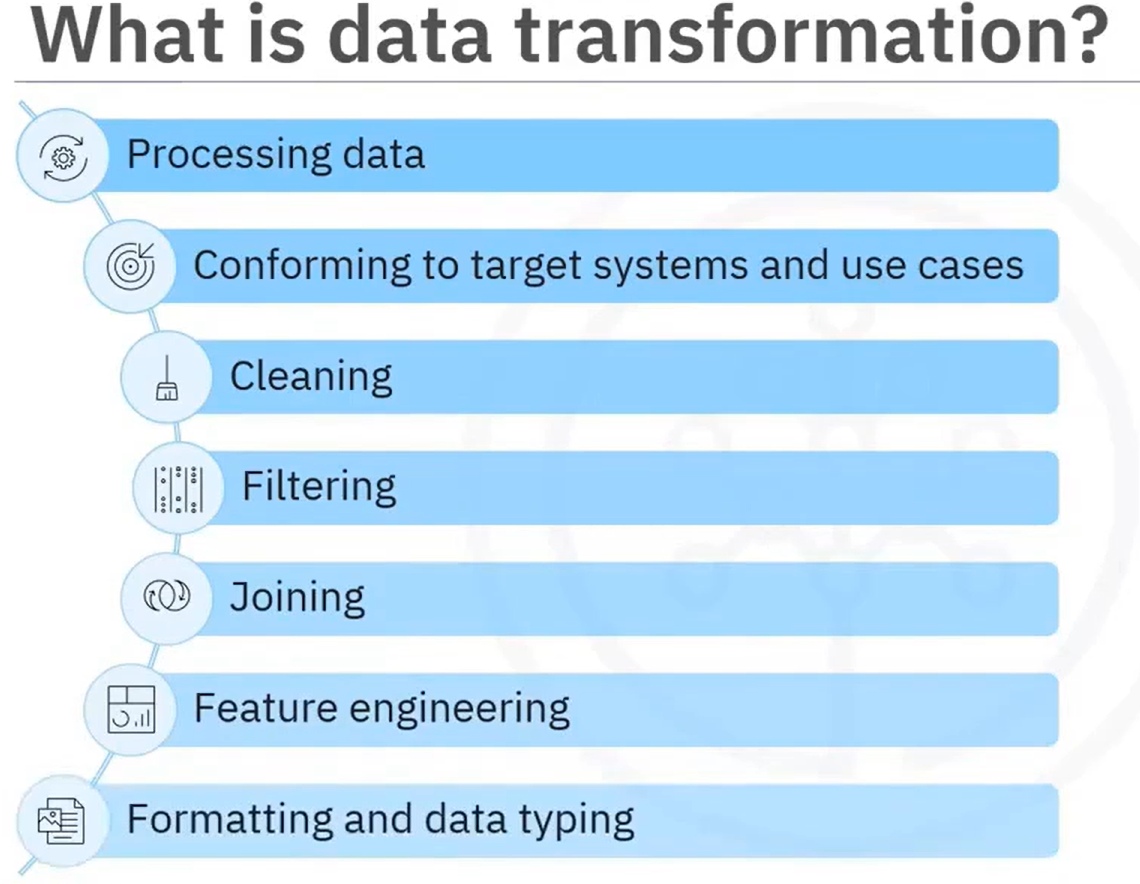 What is data transformation?
Processing data
Conforming to target systems and use cases
Cleaning
Filtering
Joining
Feature engineering
Formatting and data typing